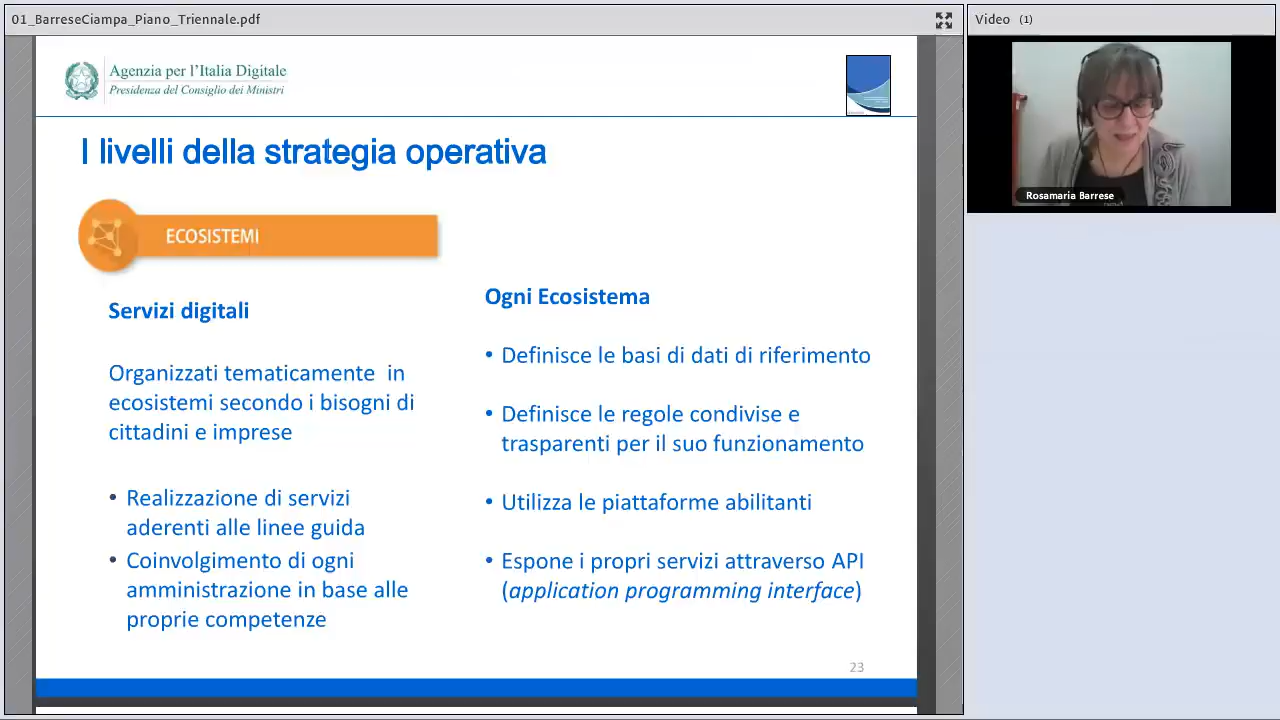 01_BarreseCiampa_Piano_Triennale.pdf
Video (1)
Agenzia per l'Italia Digitale
Presidenza del Consiglio dei Ministri
Rosamaria Barrese
I livelli della strategia operativa
ECOSISTEMI
Servizi digitali
Organizzati tematicamente in
ecosistemi secondo i bisogni di
cittadini e imprese
• Realizzazione di servizi
aderenti alle linee guida
• Coinvolgimento di ogni
amministrazione in base alle
proprie competenze
Ogni Ecosistema
• Definisce le basi di dati di riferimento
• Definisce le regole condivise e
trasparenti per il suo funzionamento
• Utilizza le piattaforme abilitanti
• Espone i propri servizi attraverso API
(application programming interface)
23